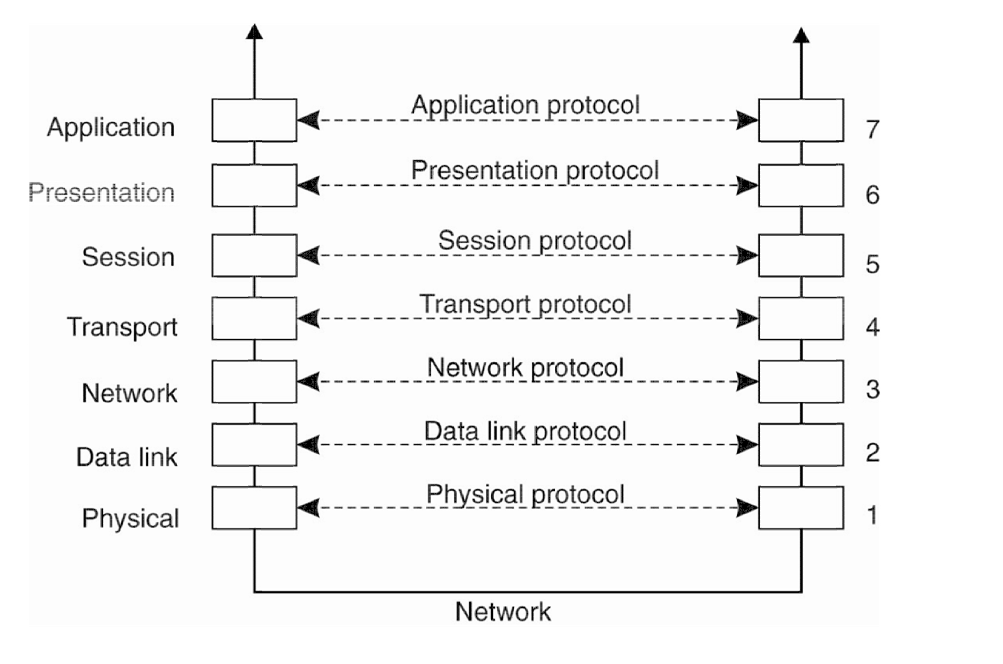 Application
Application protocol
7
Presentation
Presentation protocol
6
Session
Session protocol
5
Transport
Transport protocol
4
Network
Network protocol
3
Data link
Data link protocol
2
Physical
Physical protocol
1
Network